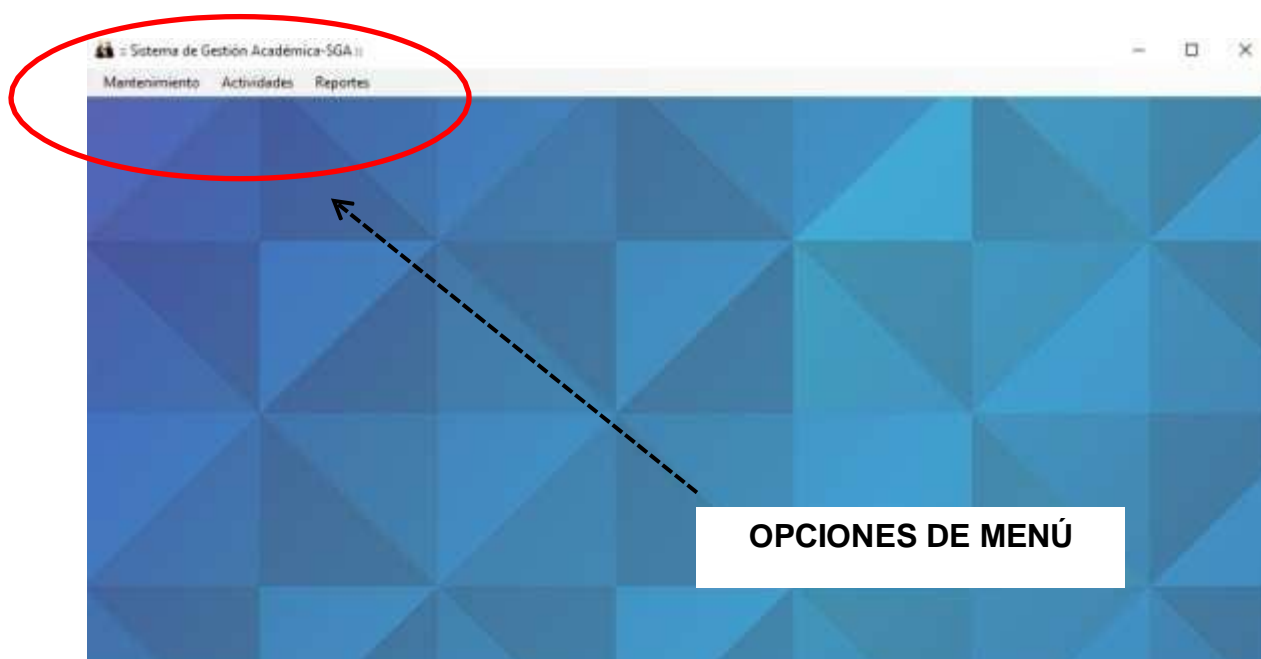 :: Sistema de Gestión Académica-SGA ::
Mantenimiento Actividades Reportes
OPCIONES DE MENÚ